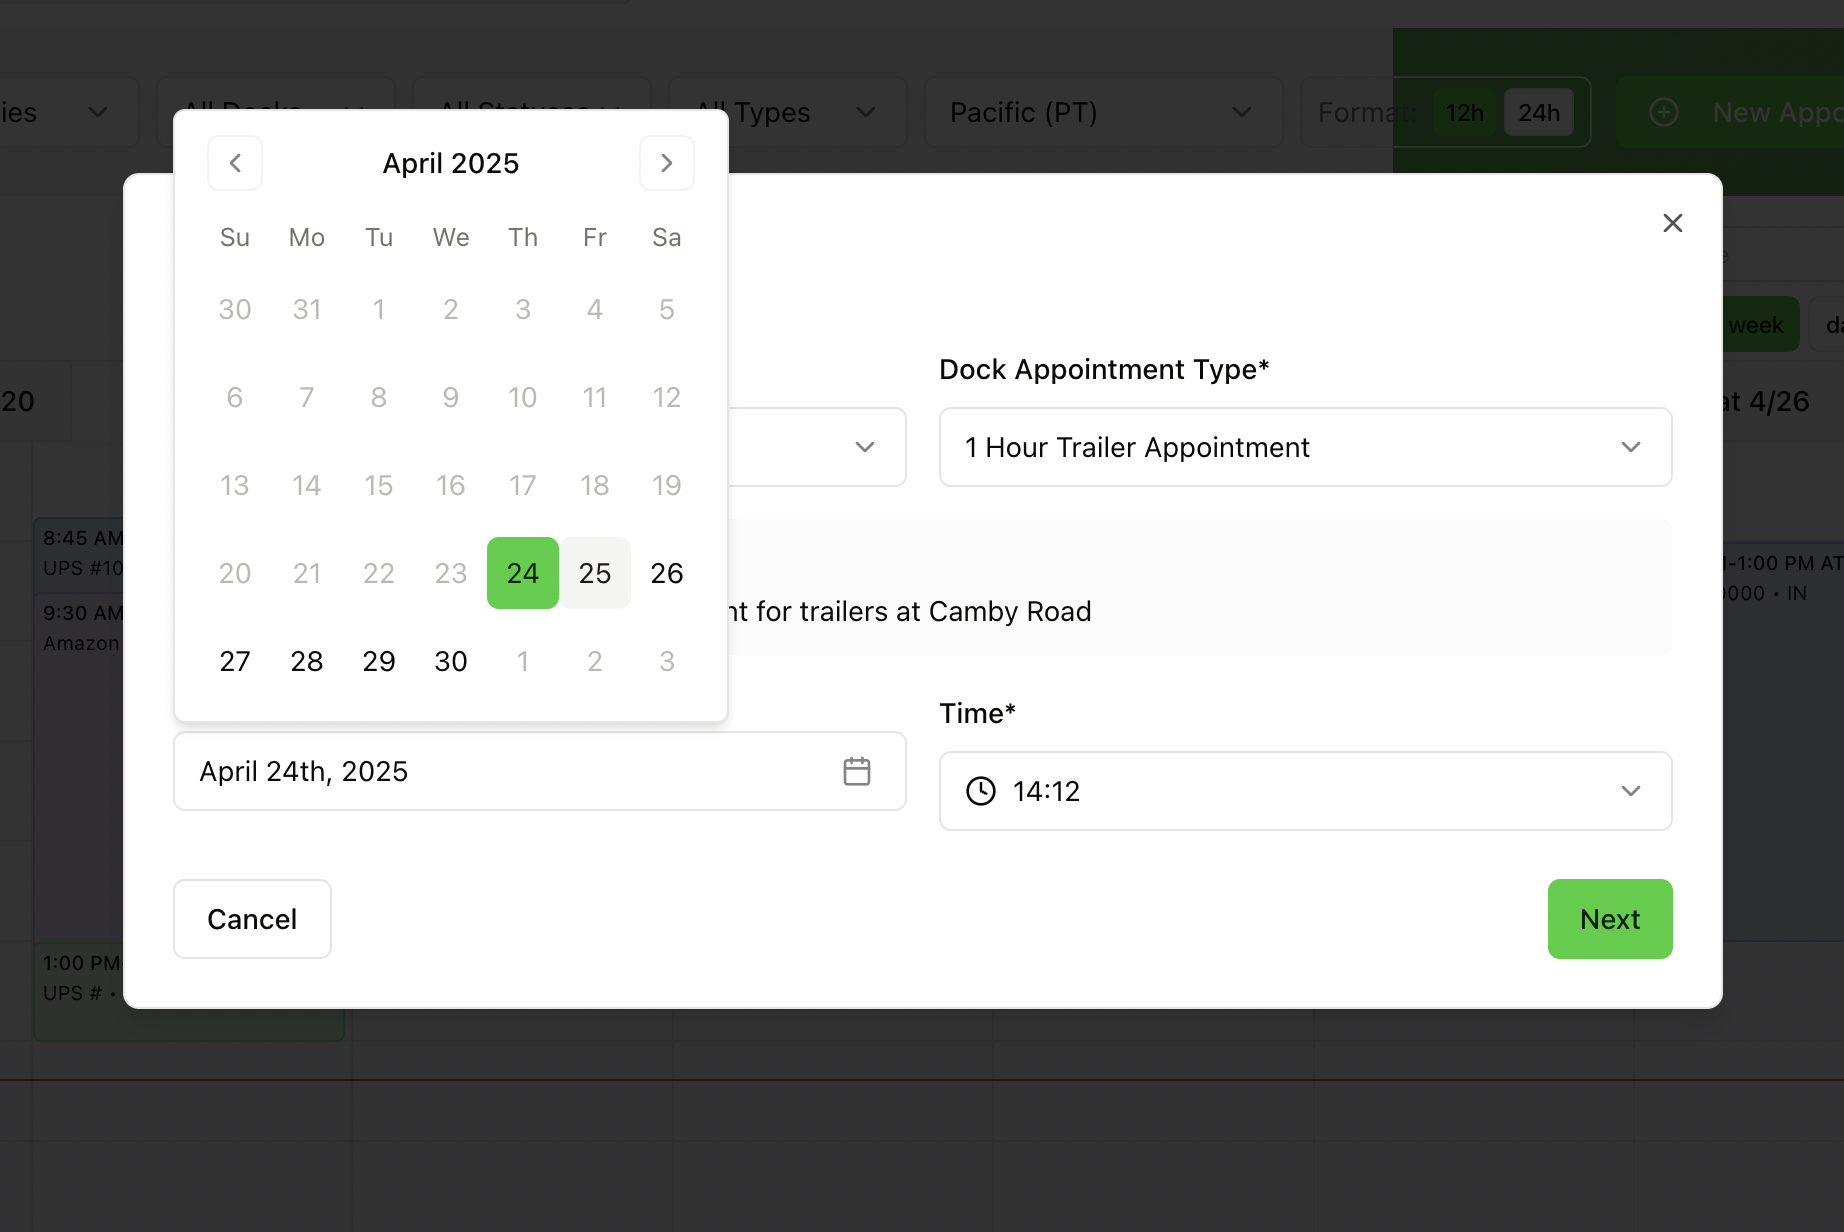 ies
All Types
Pacific (PT)
Format:
12h
24h
New Appo
April 2025
Su Mo Tu We Th Fr Sa
30 31 1 2 3 4 5
6 7 8 9 10 11 12
13 14 15 16 17 18 19
20 21 22 23 24 25 26
27 28 29 30 1 2 3
week
da
20
at 4/26
Dock Appointment Type*
1 Hour Trailer Appointment
nt for trailers at Camby Road
8:45 AM
UPS #10
9:30 AM
Amazon
1:00 PM-
UPS # •
-1:00 PM AT
0000 • IN
April 24th, 2025
Time*
14:12
Cancel
Next